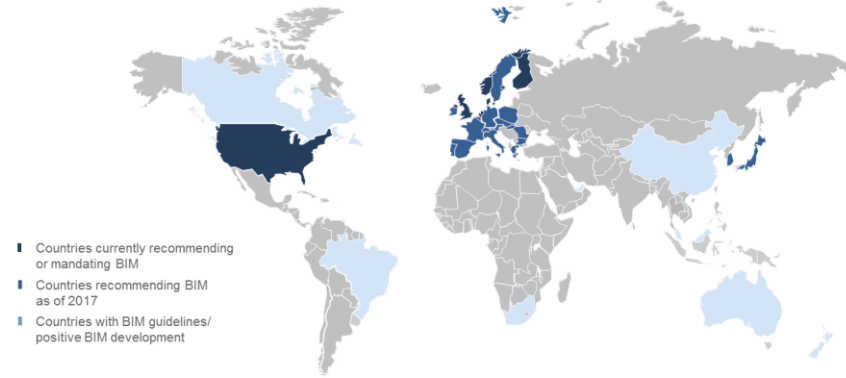 Countries currently recommending
or mandating BIM
Countries recommending BIM
as of 2017
Countries with BIM guidelines/
positive BIM development